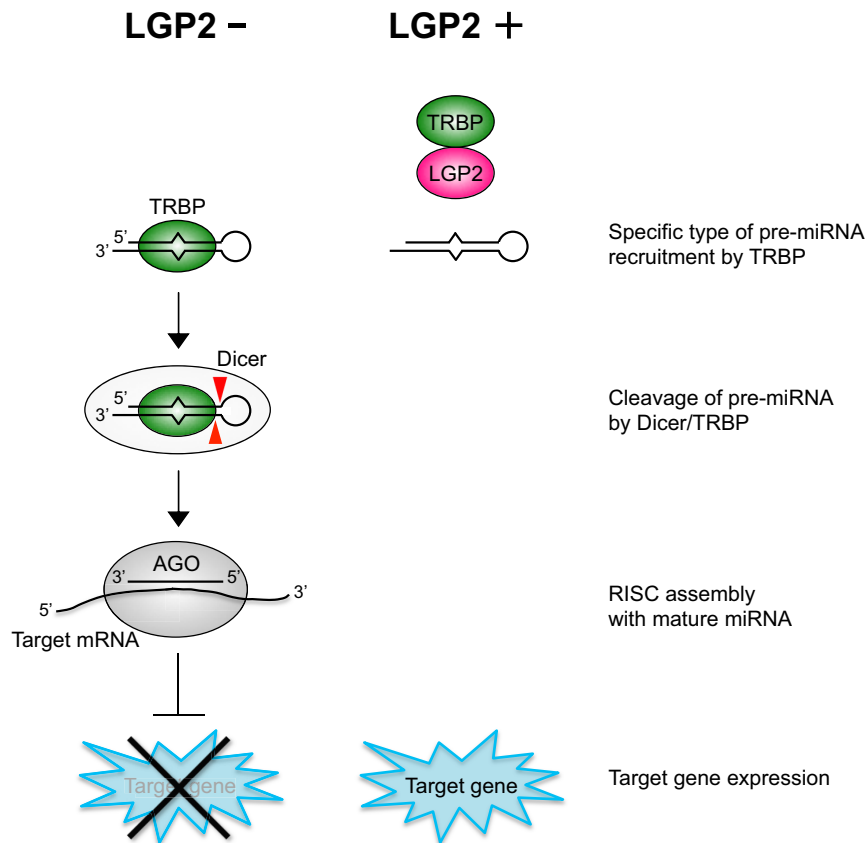 LGP2 − LGP2 +
TRBP
LGP2
TRBP
5’
3’
Specific type of pre-miRNA
recruitment by TRBP
Dicer
5’
3’
Cleavage of pre-miRNA
by Dicer/TRBP
AGO
3’ 5’
5’ 3’
Target mRNA
RISC assembly
with mature miRNA
Target gene
Target gene
Target gene expression